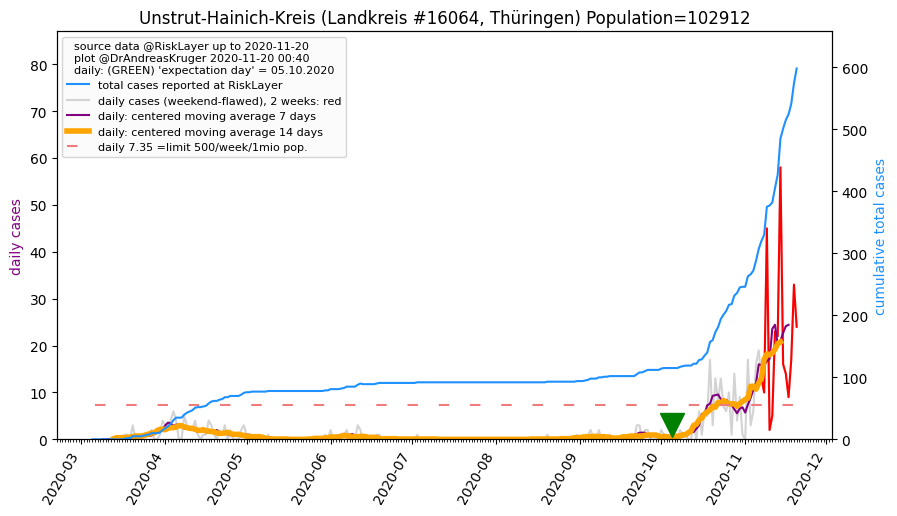 Unstrut-Hainich-Kreis (Landkreis #16064, Thüringen) Population=102912
source data @RiskLayer up to 2020-11-20
plot @DrAndreasKruger 2020-11-20 00:40
daily: (GREEN) 'expectation day' = 05.10.2020
total cases reported at RiskLayer
daily cases (weekend-flawed), 2 weeks: red
daily: centered moving average 7 days
daily: centered moving average 14 days
daily 7.35 =limit 500/week/1mio pop.
daily cases
80
70
60
50
40
30
20
10
0
cumulative total cases
600
500
400
300
200
100
0
2020-03
2020-04
2020-05
2020-06
2020-07
2020-08
2020-09
2020-10
2020-11
2020-12